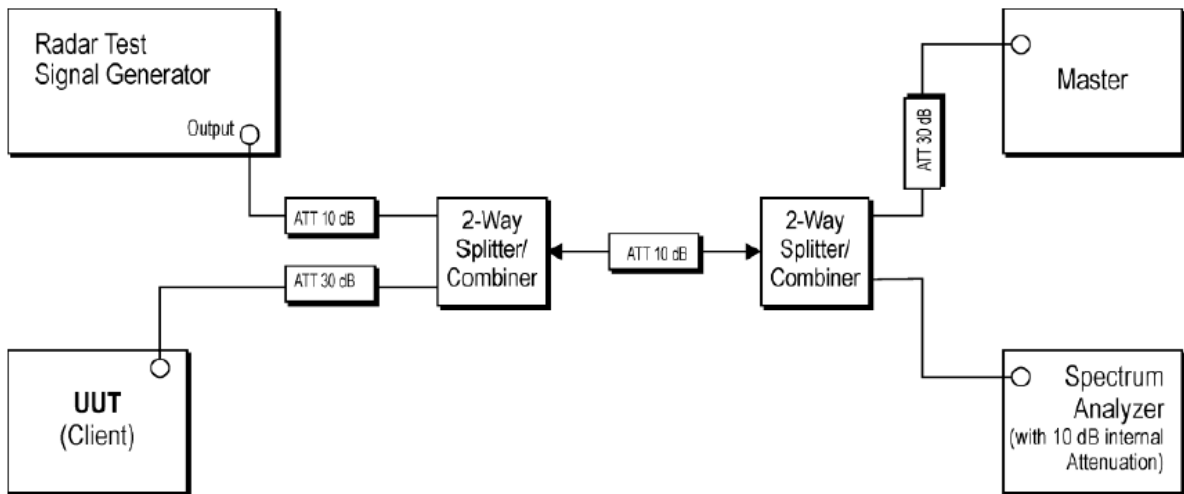 Radar Test
Signal Generator
Output
Master
ATT 30 dB
ATT 10 dB
2-Way
Splitter/
Combiner
ATT 10 dB
2-Way
Splitter/
Combiner
ATT 30 dB
UUT
(Client)
Spectrum
Analyzer
(with 10 dB internal
Attenuation)